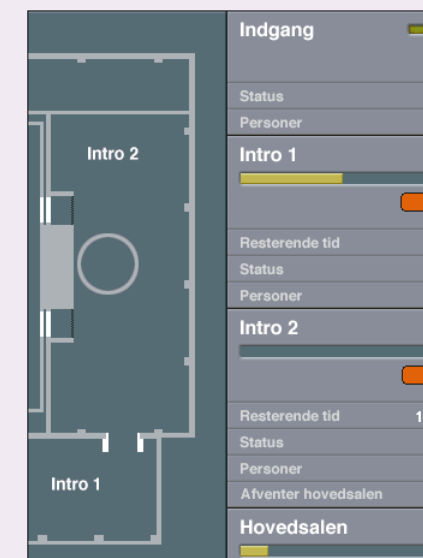 Intro 2
Intro 1
Indgang
Status
Personer
Intro 1
Resterende tid
Status
Personer
Intro 2
Resterende tid 1
Status
Personer
Afventer hovedsalen
Hovedsalen